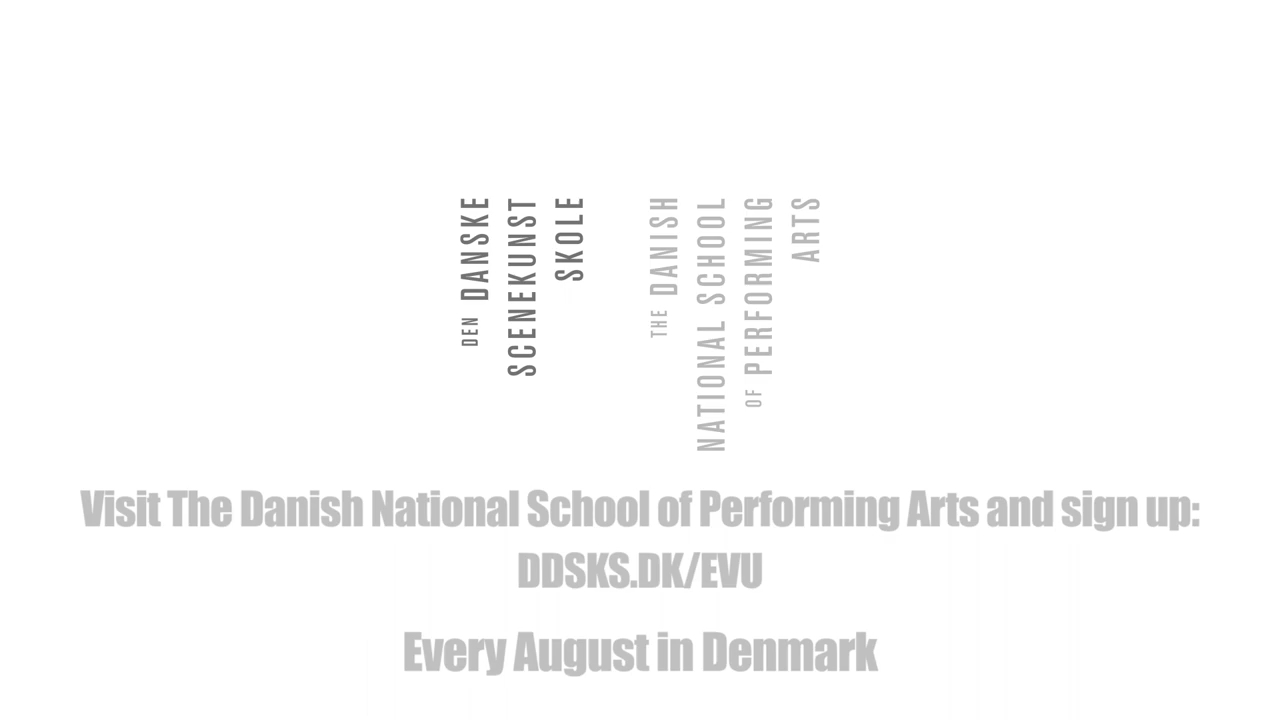 DEN DANSKE
SCENEKUNST
SKOLE
THE DANISH
NATIONAL SCHOOL
OF PERFORMING
ARTS
Visit The Danish National School of Performing Arts and sign up:
DDSKS.DK/EVU
Every August in Denmark